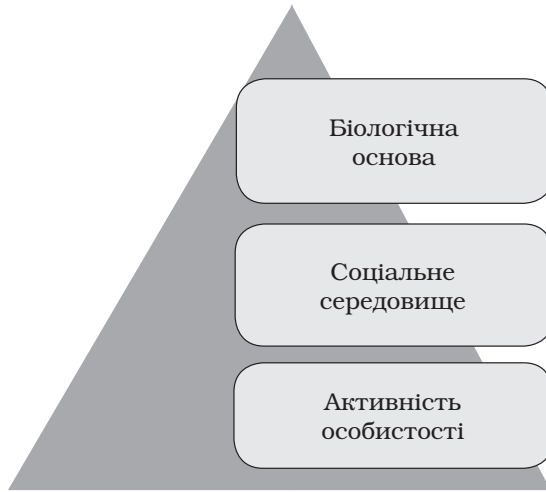 Біологічна
основа
Соціальне
середовище
Активність
особистості